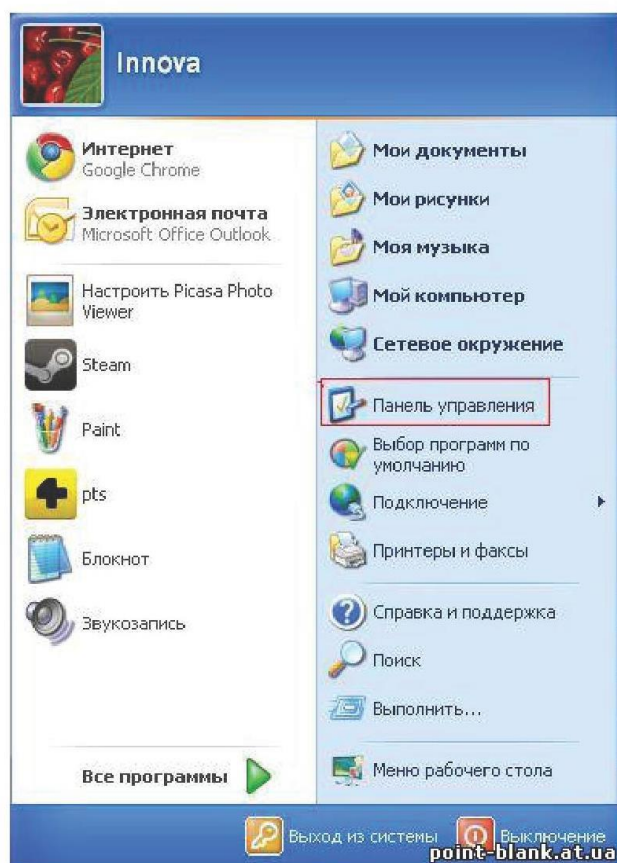 Innova
Интернет
Google Chrome
Электронная почта
Microsoft Office Outlook
Настроить Picasa Photo
Viewer
Steam
Paint
pts
Блокнот
Звукозапись
Все программы
Мои документы
Мои рисунки
Моя музыка
Мой компьютер
Сетевое окружение
Панель управления
Выбор программ по
умолчанию
Подключение
Принтеры и факсы
Справка и поддержка
Поиск
Выполнить...
Меню рабочего стола
Выход из системы
Выключение
point-blank.at.ua